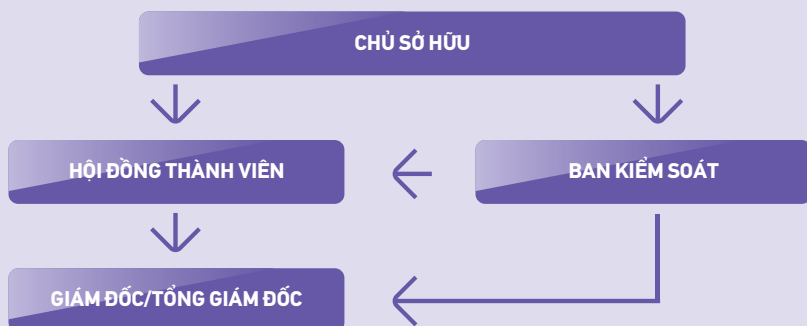 CHỦ SỞ HỮU
HỘI ĐỒNG THÀNH VIÊN
BAN KIỂM SOÁT
GIÁM ĐỐC/TỔNG GIÁM ĐỐC